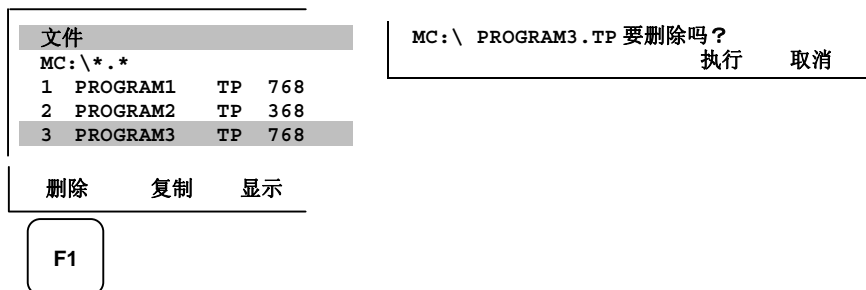 文件
MC:\*.*
1 PROGRAM1 TP 768
2 PROGRAM2 TP 368
3 PROGRAM3 TP 768
删除 复制 显示
F1
MC:\ PROGRAM3.TP 要删除吗？
执行 取消